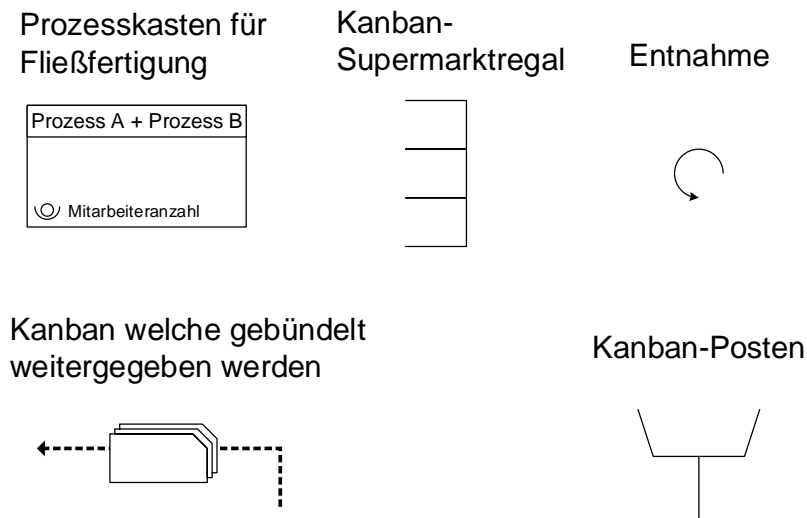 Prozesskasten für
Fließfertigung
Kanban-
Supermarktregal
Entnahme
Prozess A + Prozess B
Mitarbeiteranzahl
Kanban welche gebündelt
weitergegeben werden
Kanban-Posten